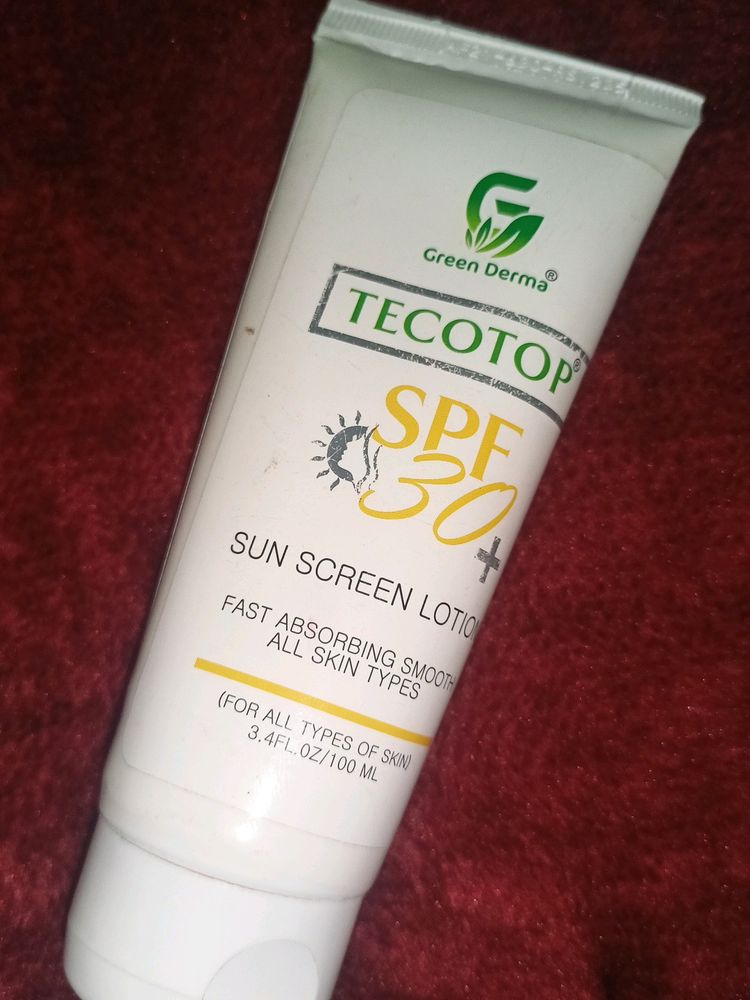 Green Derma®
TECOTOP®
SPF
30
+
SUN SCREEN LOTION
FAST ABSORBING SMOOTH
ALL SKIN TYPES
(FOR ALL TYPES OF SKIN)
3.4FL.OZ/100 ML